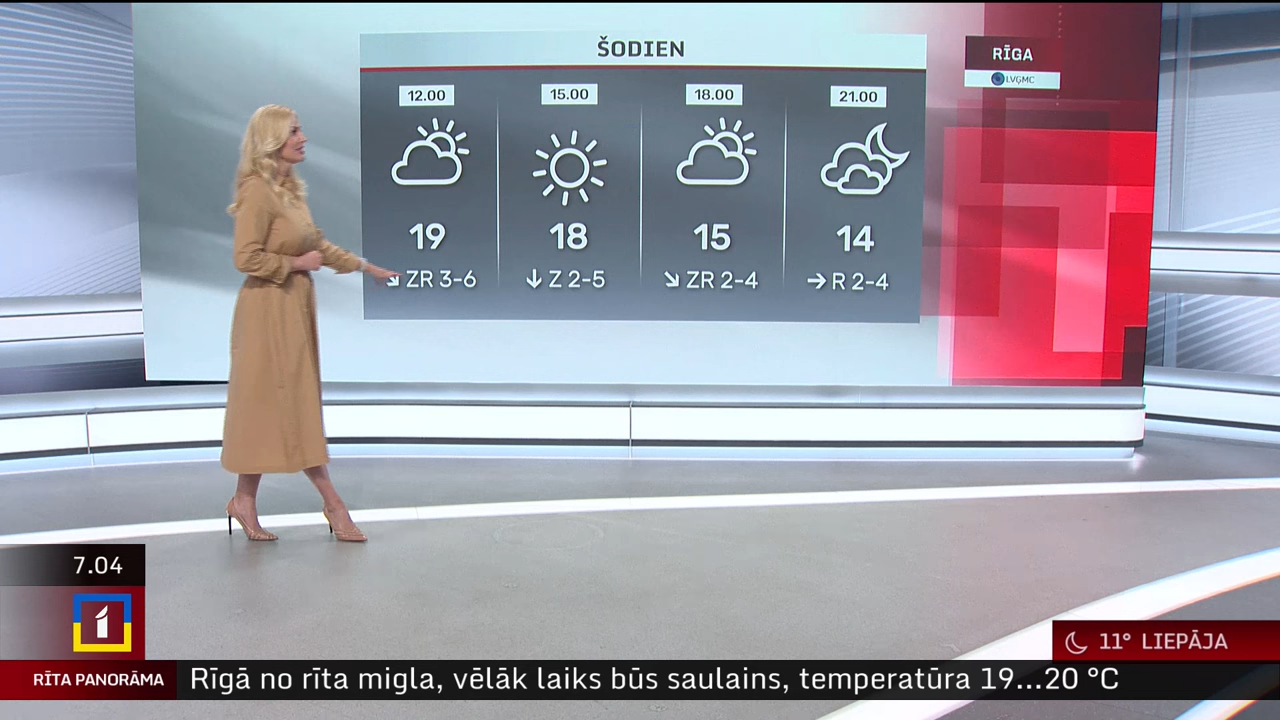 ŠODIEN
RĪGA
LVĢMC
12.00
15.00
18.00
21.00
19
18
15
14
ZR 3-6
Z 2-5
ZR 2-4
R 2-4
7.04
1
11° LIEPĀJA
RĪTA PANORĀMA
Rīgā no rīta migla, vēlāk laiks būs saulains, temperatūra 19...20 °C